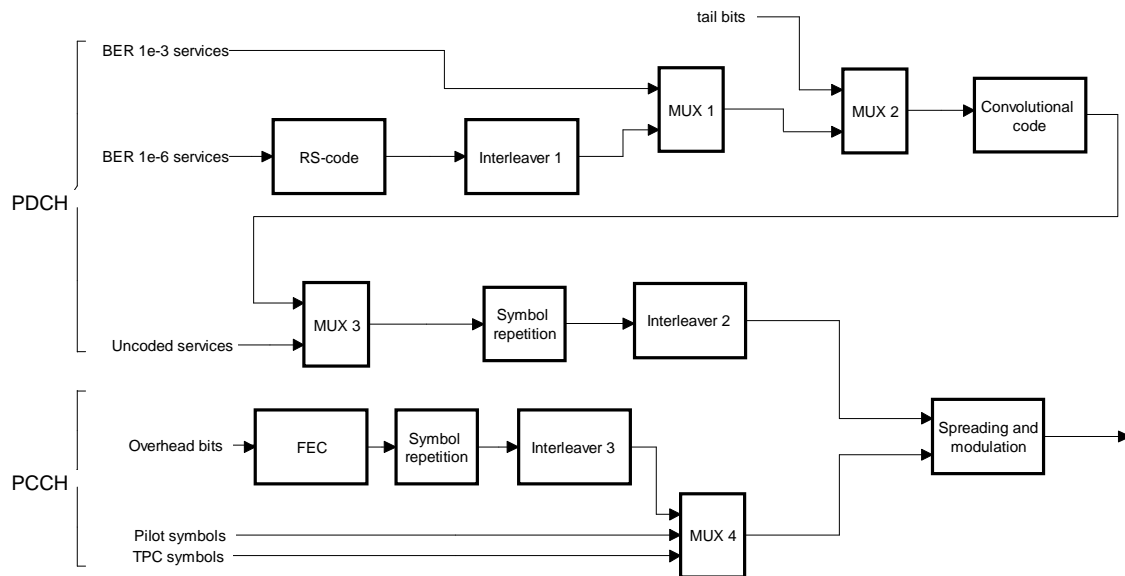 tail bits
BER 1e-3 services
MUX 1
MUX 2
Convolutional
code
BER 1e-6 services
RS-code
Interleaver 1
PDCH
MUX 3
Symbol
repetition
Interleaver 2
Uncoded services
Overhead bits
FEC
Symbol
repetition
Interleaver 3
Spreading and
modulation
PCCH
Pilot symbols
MUX 4
TPC symbols